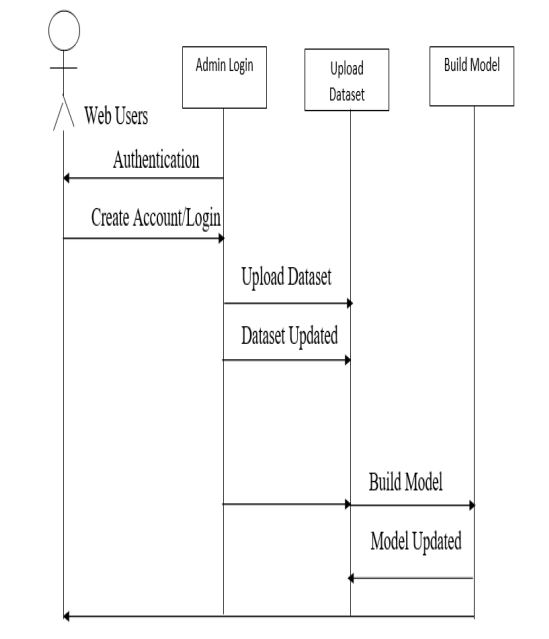 Admin Login
Upload
Dataset
Build Model
Web Users
Authentication
Create Account/Login
Upload Dataset
Dataset Updated
Build Model
Model Updated